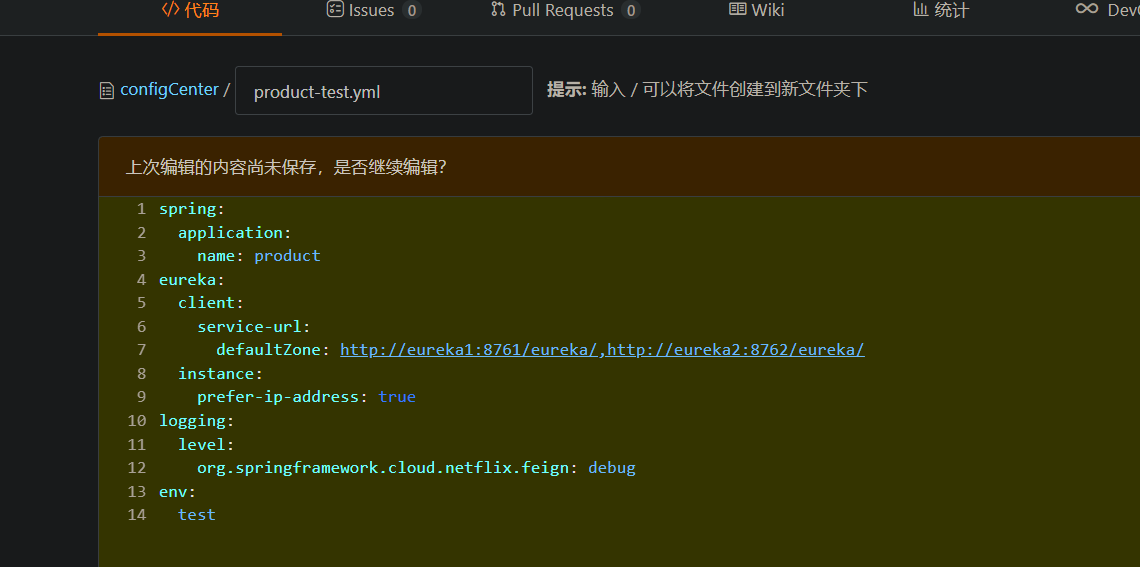 代码 Issues 0 Pull Requests 0 Wiki 统计
configCenter / product-test.yml 提示: 输入 / 可以将文件创建到新文件夹下
上次编辑的内容尚未保存，是否继续编辑？
1 spring:
2 application:
3 name: product
4 eureka:
5 client:
6 service-url:
7 defaultZone: http://eureka1:8761/eureka/,http://eureka2:8762/eureka/
8 instance:
9 prefer-ip-address: true
10 logging:
11 level:
12 org.springframework.cloud.netflix.feign: debug
13 env:
14 test